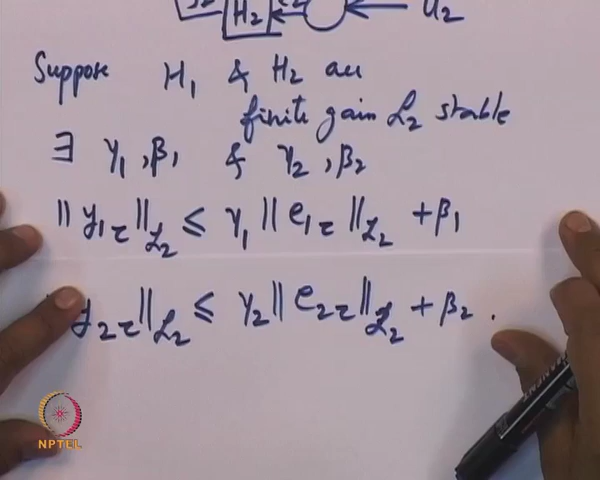 H₂ u₂
Suppose H₁ & H₂ are
finite gain ℒ₂ stable
∃ γ₁, β₁ & γ₂, β₂
‖y₁τ‖ℒ₂ ≤ γ₁ ‖e₁τ‖ℒ₂ + β₁
y₂τ‖ℒ₂ ≤ γ₂ ‖e₂τ‖ℒ₂ + β₂ .
NPTEL